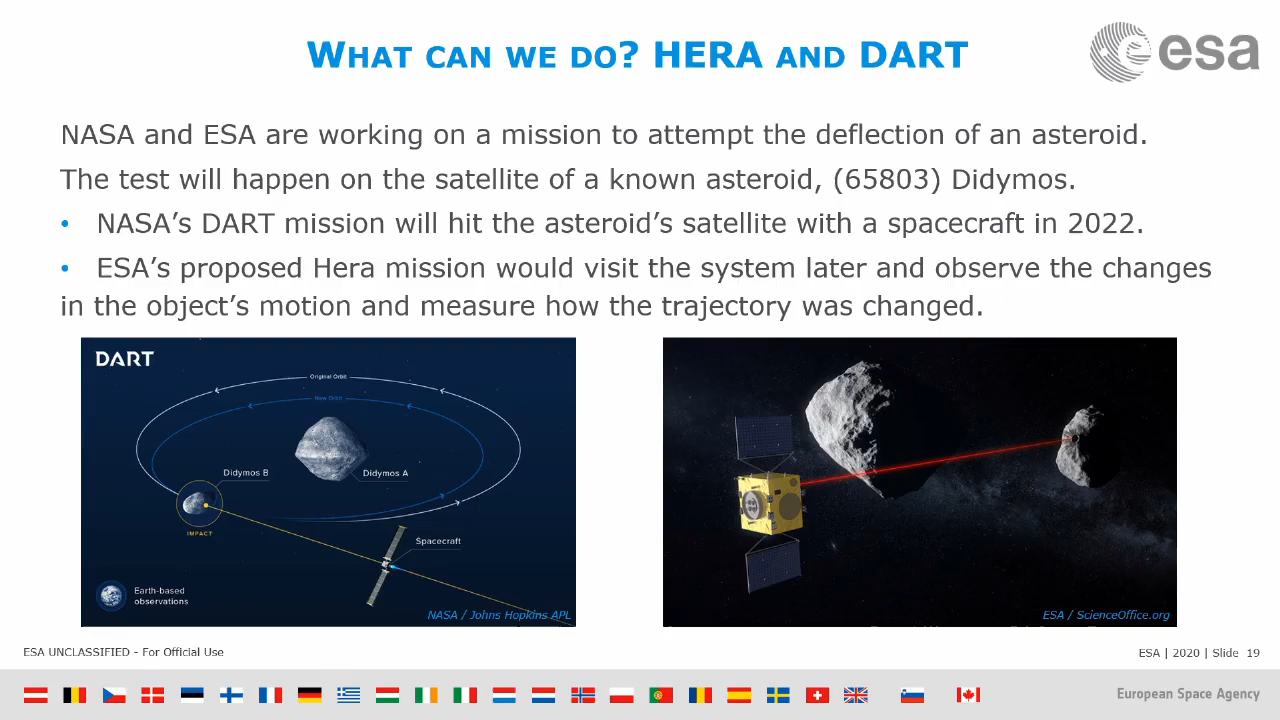 WHAT CAN WE DO? HERA AND DART
esa
NASA and ESA are working on a mission to attempt the deflection of an asteroid.
The test will happen on the satellite of a known asteroid, (65803) Didymos.
• NASA’s DART mission will hit the asteroid’s satellite with a spacecraft in 2022.
• ESA’s proposed Hera mission would visit the system later and observe the changes
in the object’s motion and measure how the trajectory was changed.
DART
Original Orbit
New Orbit
Didymos B
Didymos A
IMPACT
Spacecraft
Earth-based
observations
NASA / Johns Hopkins APL
ESA / ScienceOffice.org
ESA UNCLASSIFIED - For Official Use
ESA | 2020 | Slide 19
European Space Agency